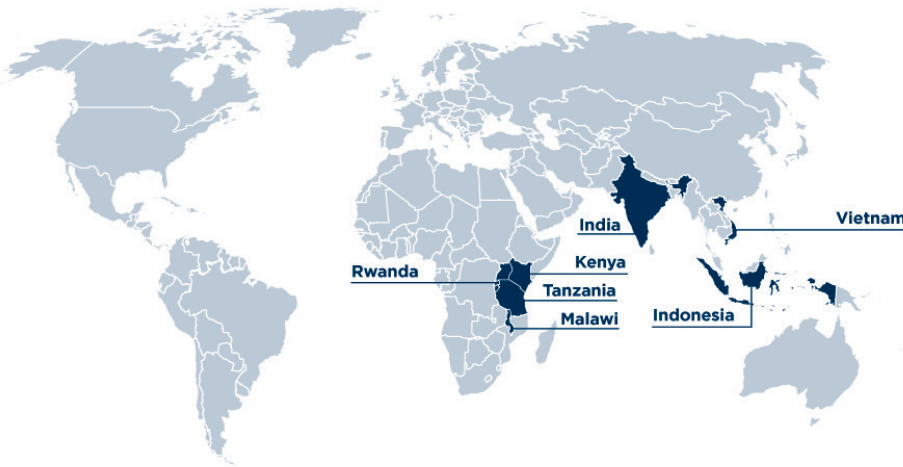 India
Vietnam
Rwanda
Kenya
Tanzania
Malawi
Indonesia